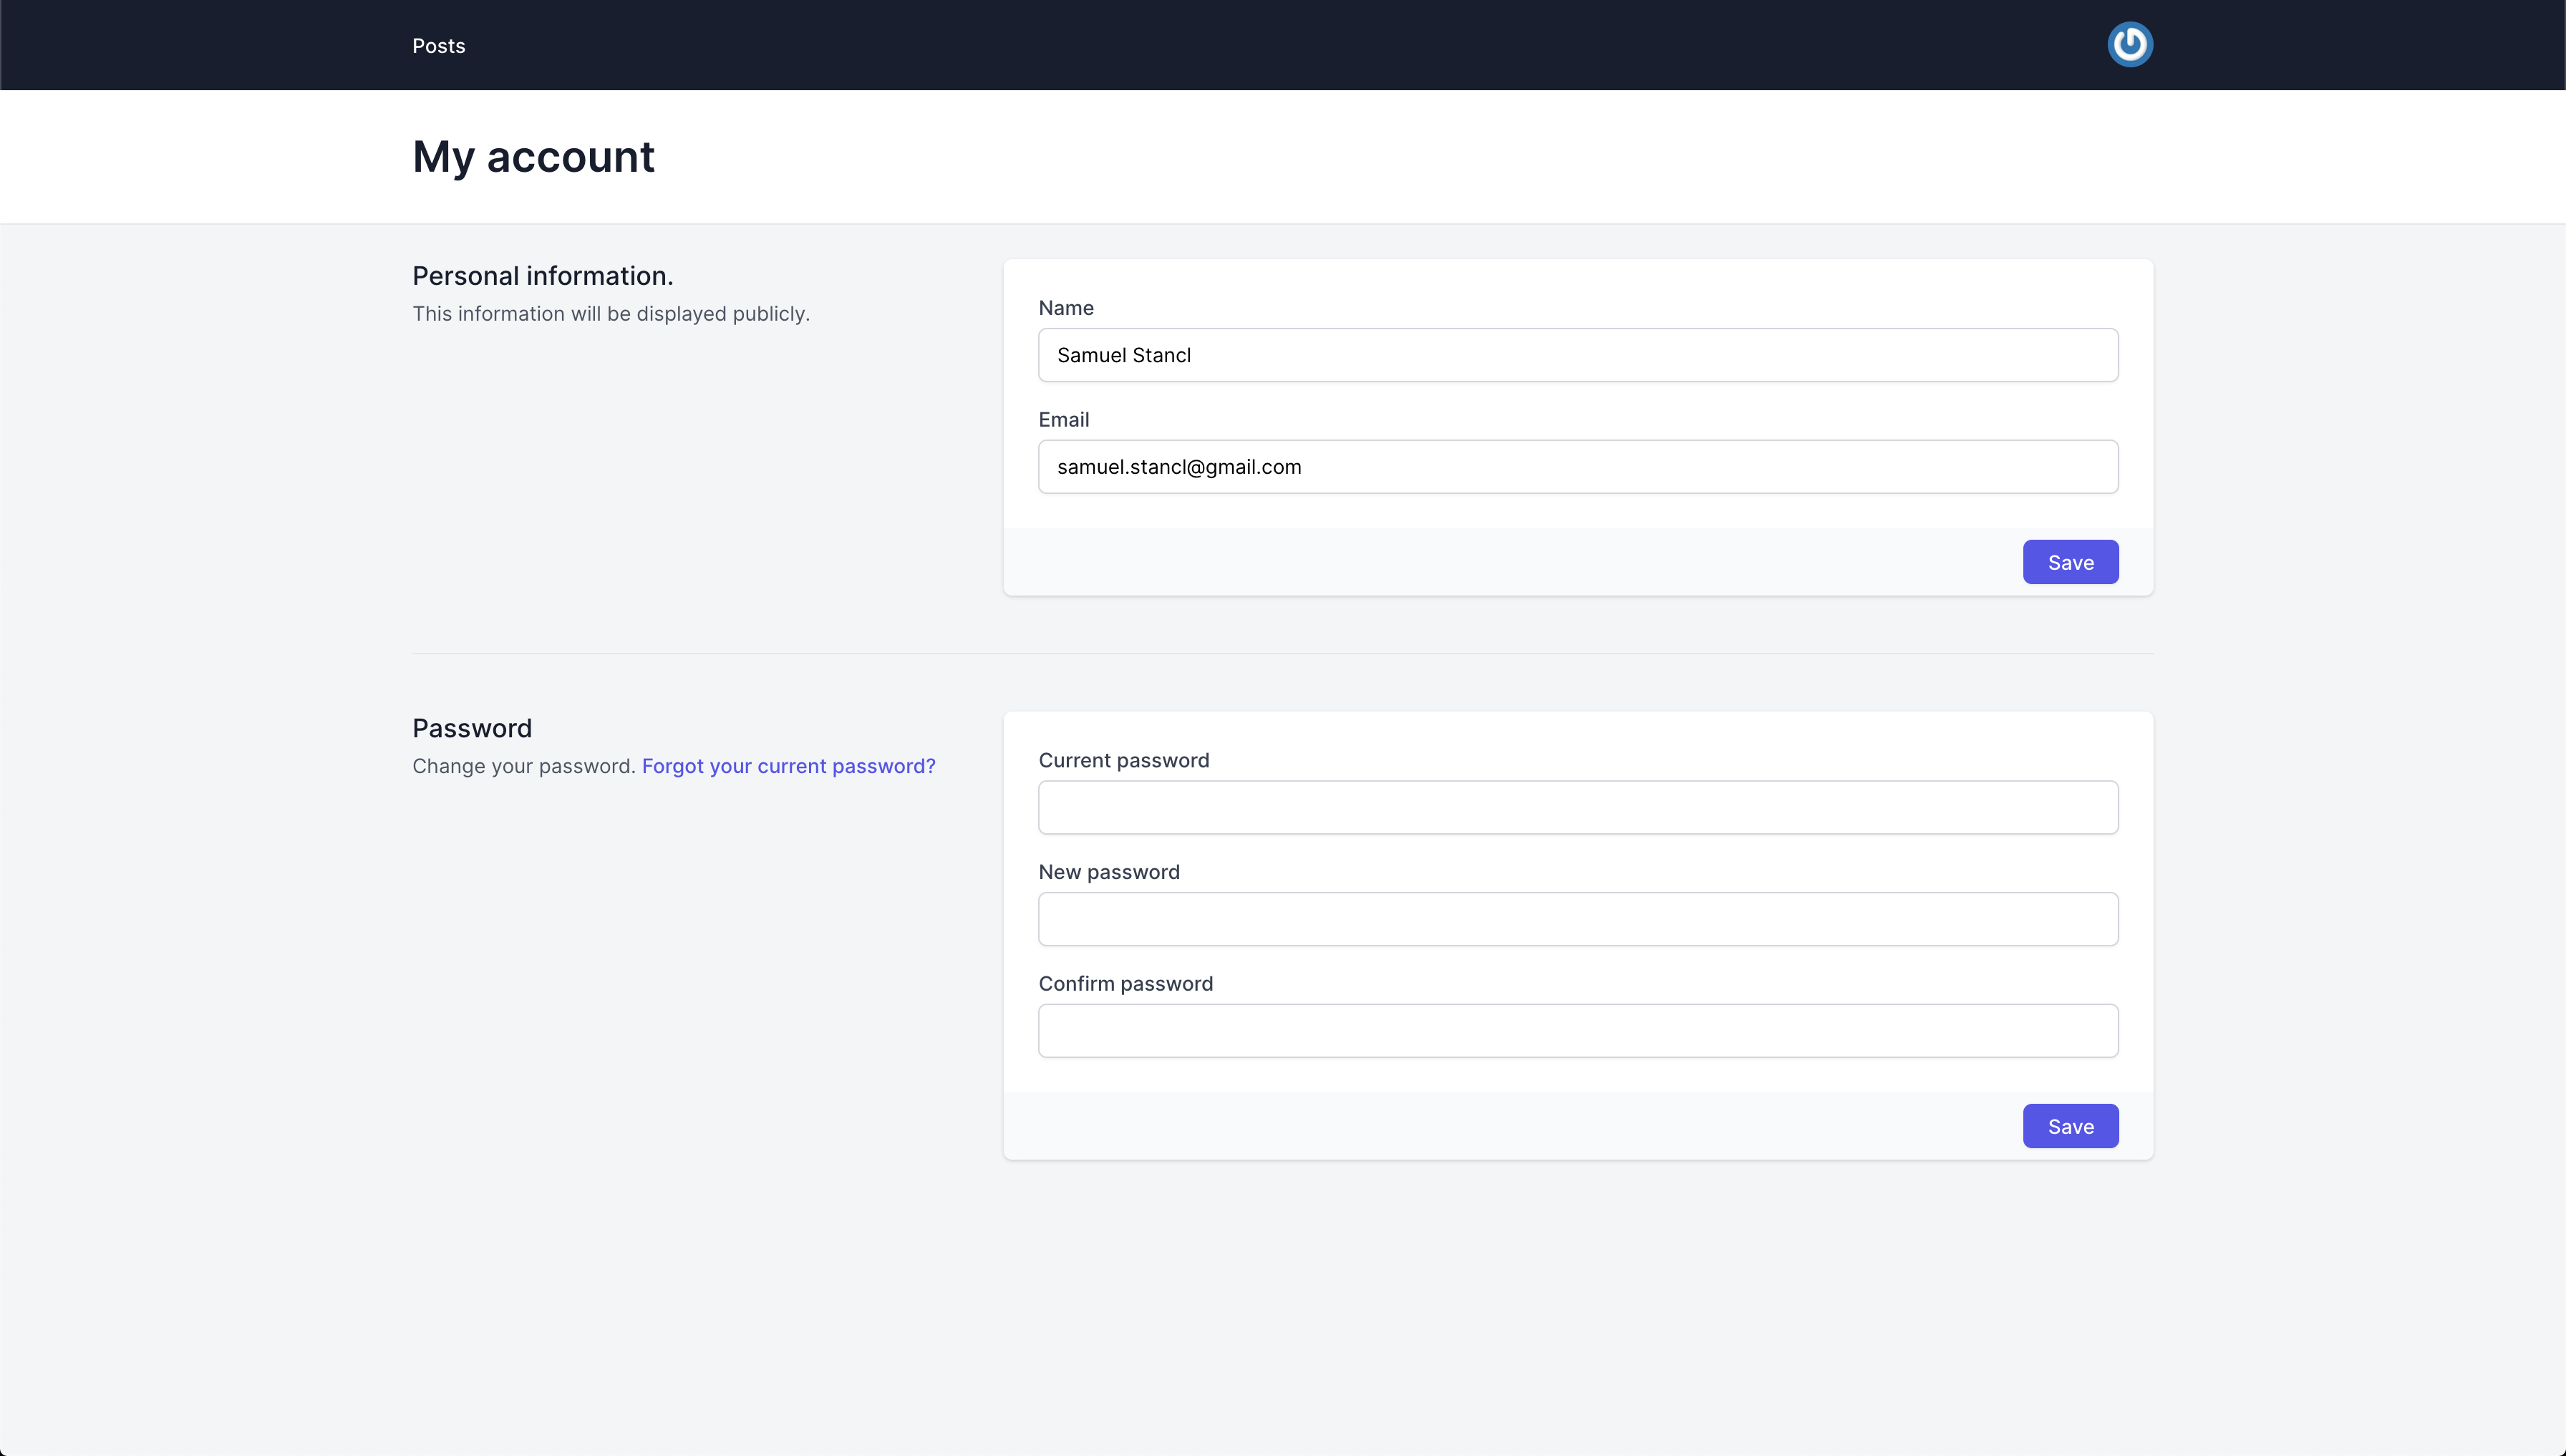 Posts
My account
Personal information.
This information will be displayed publicly.
Name
Samuel Stancl
Email
samuel.stancl@gmail.com
Save
Password
Change your password. Forgot your current password?
Current password
New password
Confirm password
Save